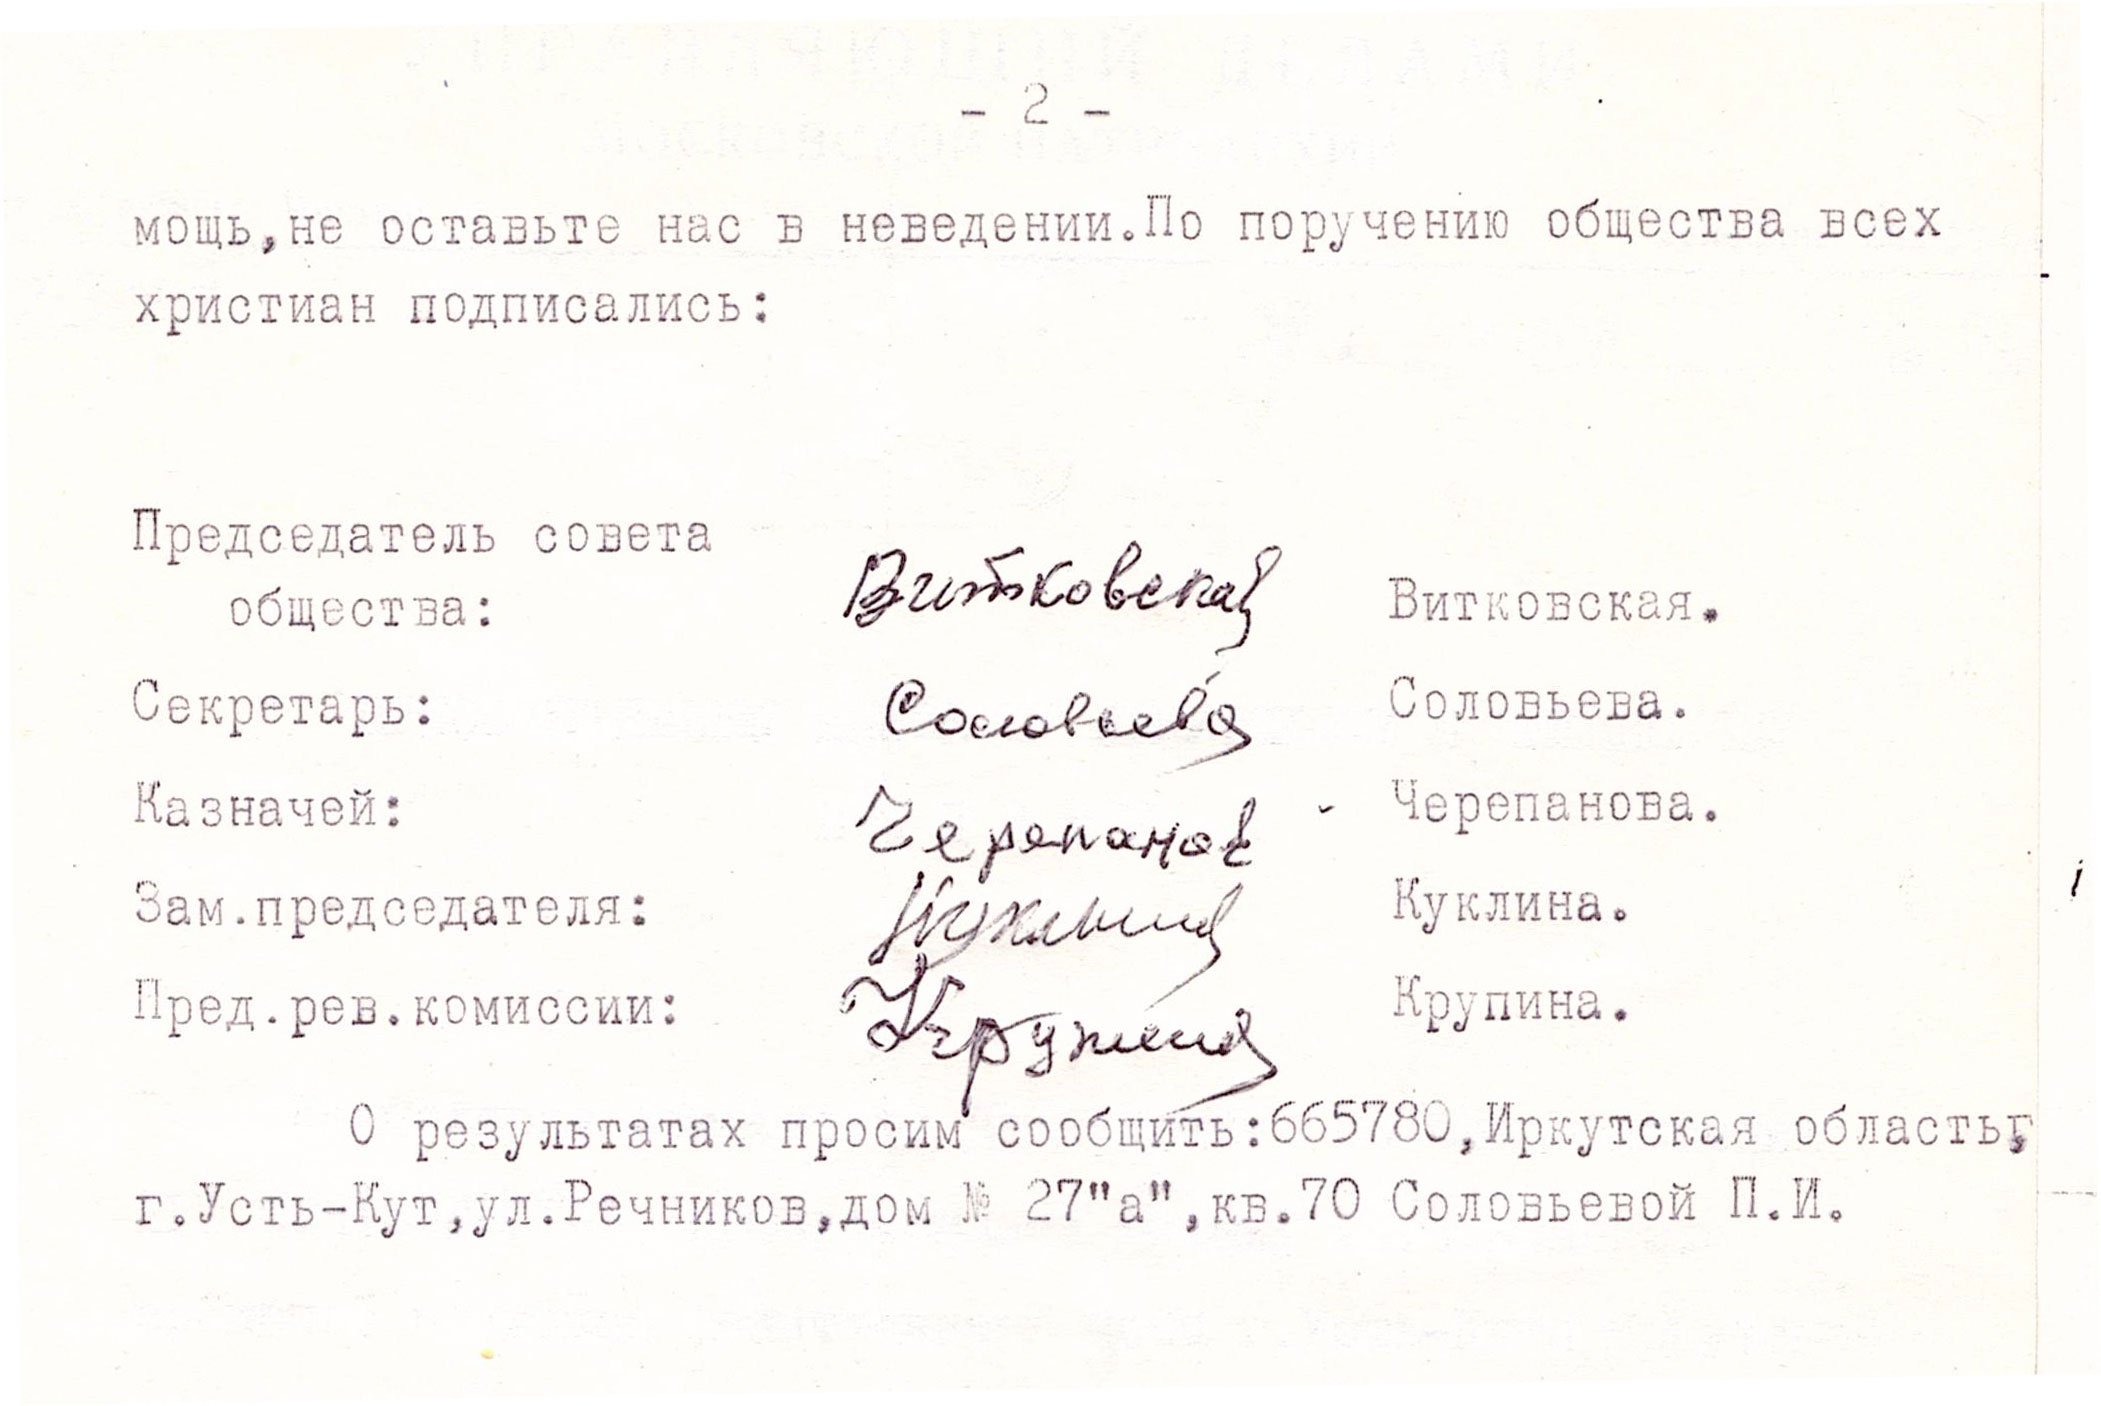 - 2 -
мощь,не оставьте нас в неведении.По поручению общества всех
христиан подписались:
Председатель совета
общества: Витковская Витковская.
Секретарь: Соловьева Соловьева.
Казначей: Черепанов Черепанова.
Зам.председателя: Куклина Куклина.
Пред.рев.комиссии: Крупина Крупина.
О результатах просим сообщить:665780,Иркутская область,
г.Усть-Кут,ул.Речников,дом № 27"а",кв.70 Соловьевой П.И.